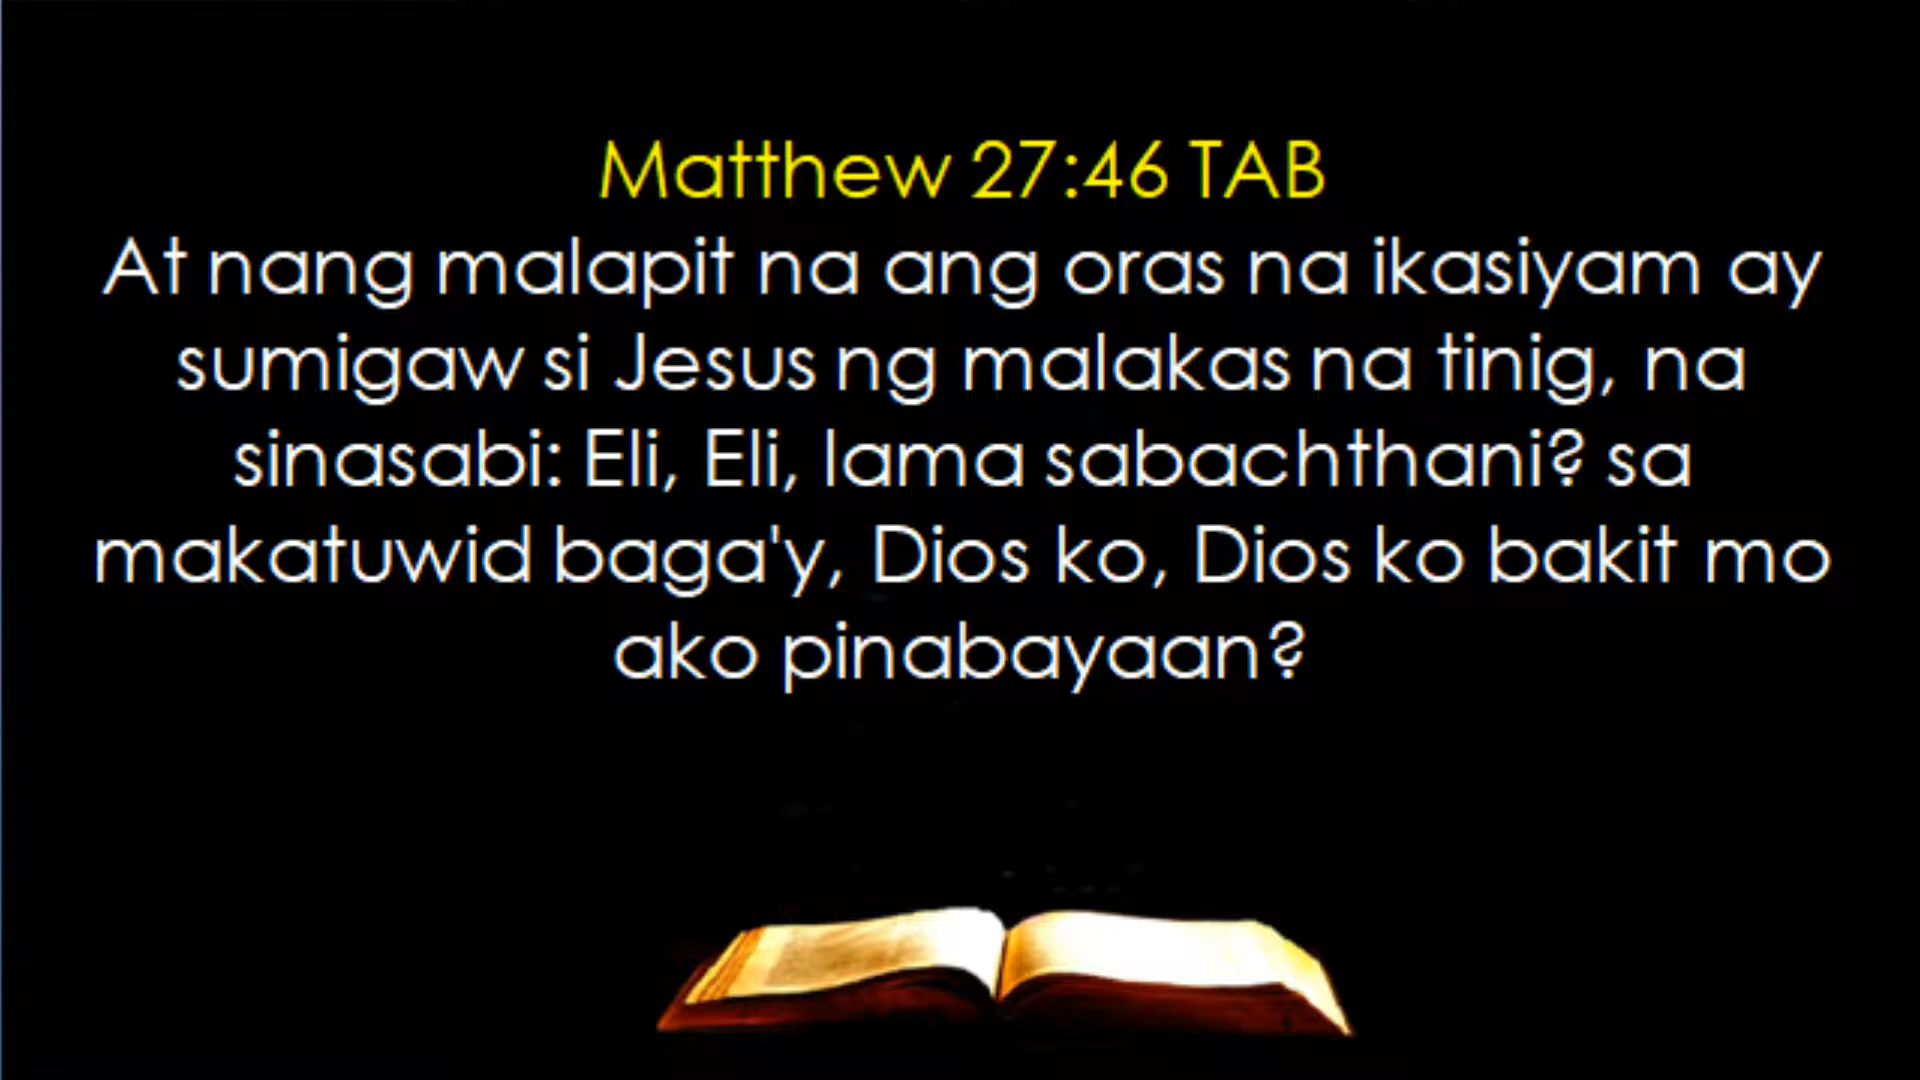 Matthew 27:46 TAB
At nang malapit na ang oras na ikasiyam ay
sumigaw si Jesus ng malakas na tinig, na
sinasabi: Eli, Eli, lama sabachthani? sa
makatuwid baga'y, Dios ko, Dios ko bakit mo
ako pinabayaan?